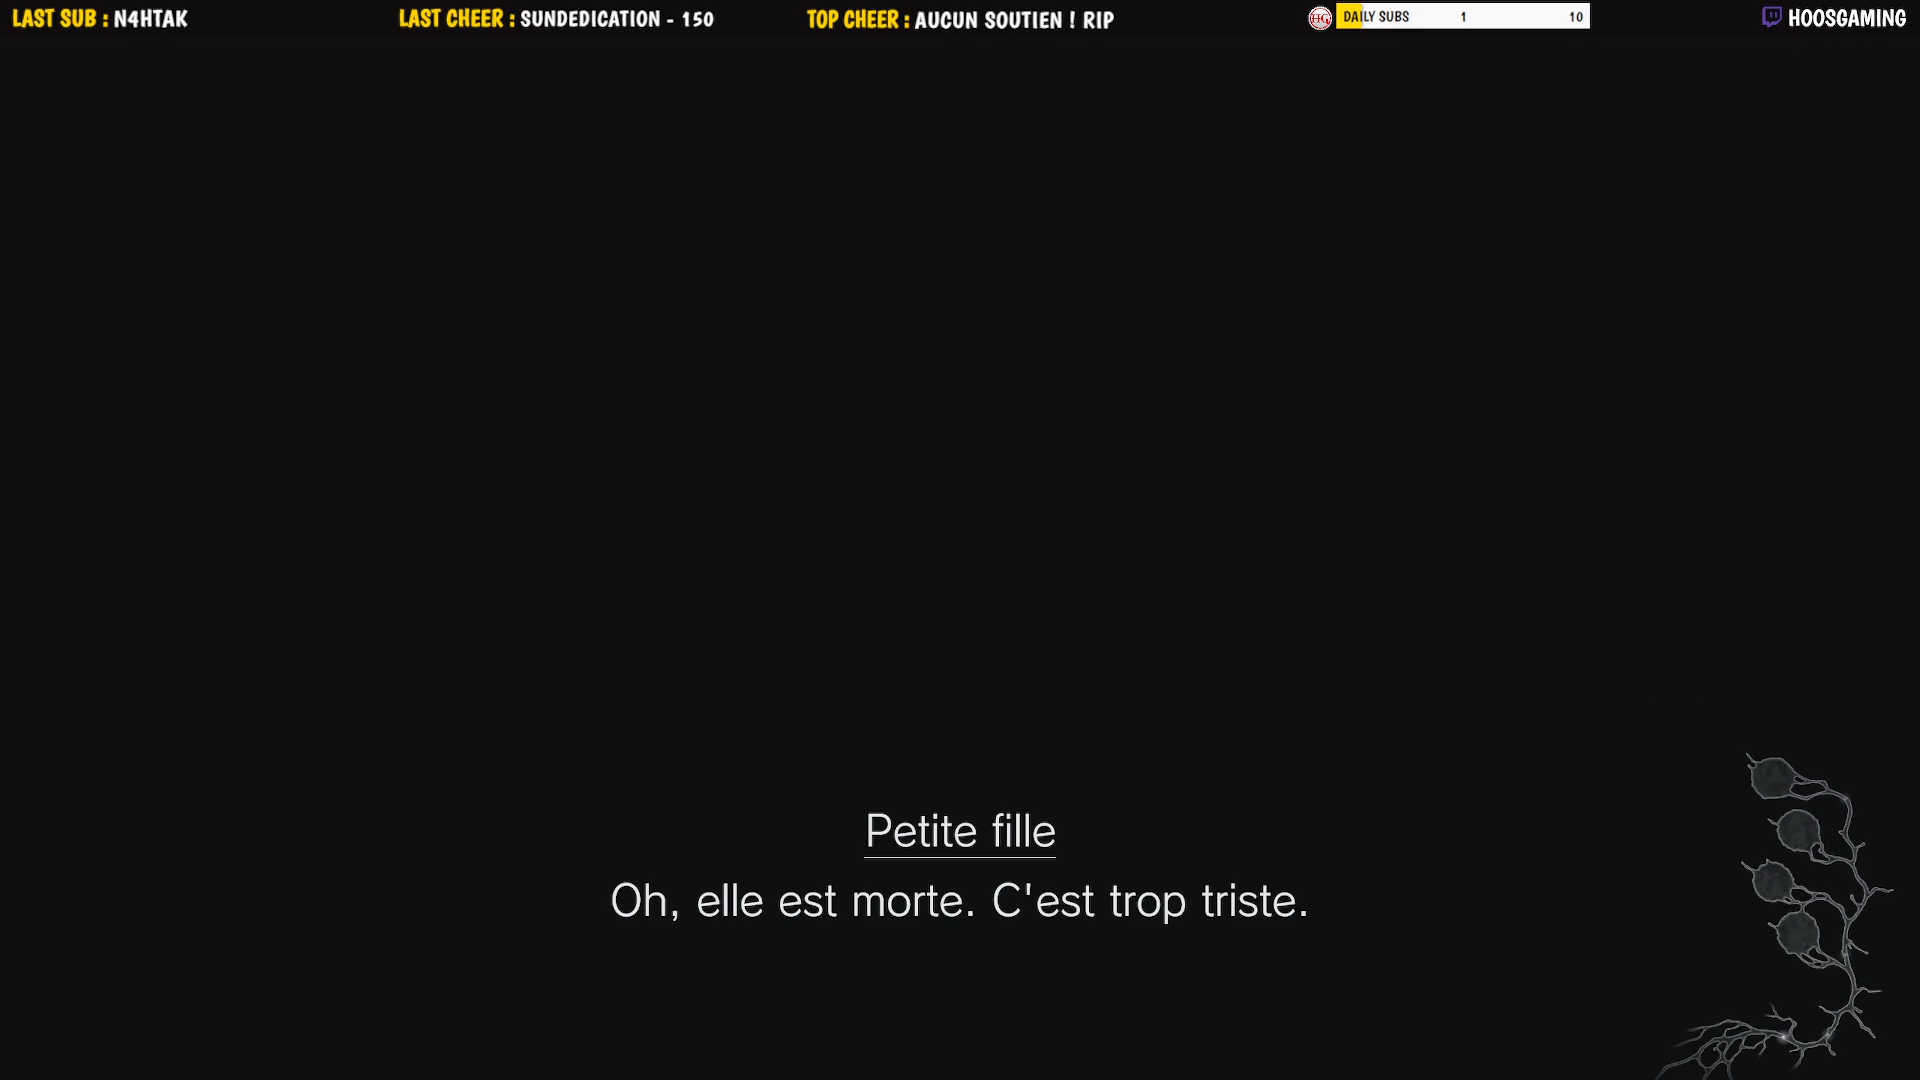 LAST SUB : N4HTAK
LAST CHEER : SUNDEDICATION - 150
TOP CHEER : AUCUN SOUTIEN ! RIP
HG
DAILY SUBS 1 10
HOOSGAMING
Petite fille
Oh, elle est morte. C'est trop triste.